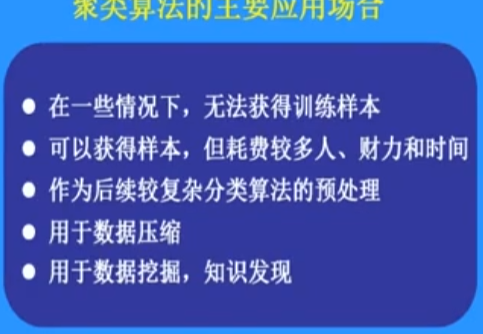 聚类算法的主要应用场合
在一些情况下，无法获得训练样本
可以获得样本，但耗费较多人、财力和时间
作为后续较复杂分类算法的预处理
用于数据压缩
用于数据挖掘，知识发现